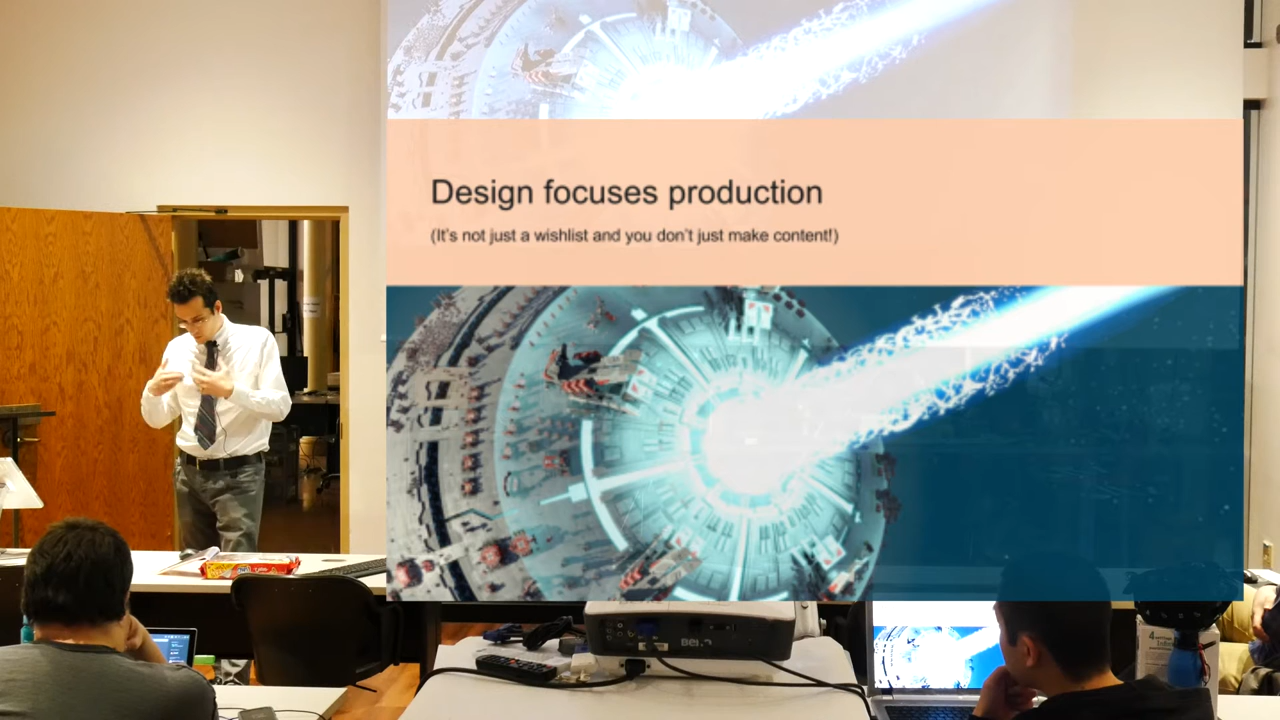 Design focuses production
(It's not just a wishlist and you don't just make content!)